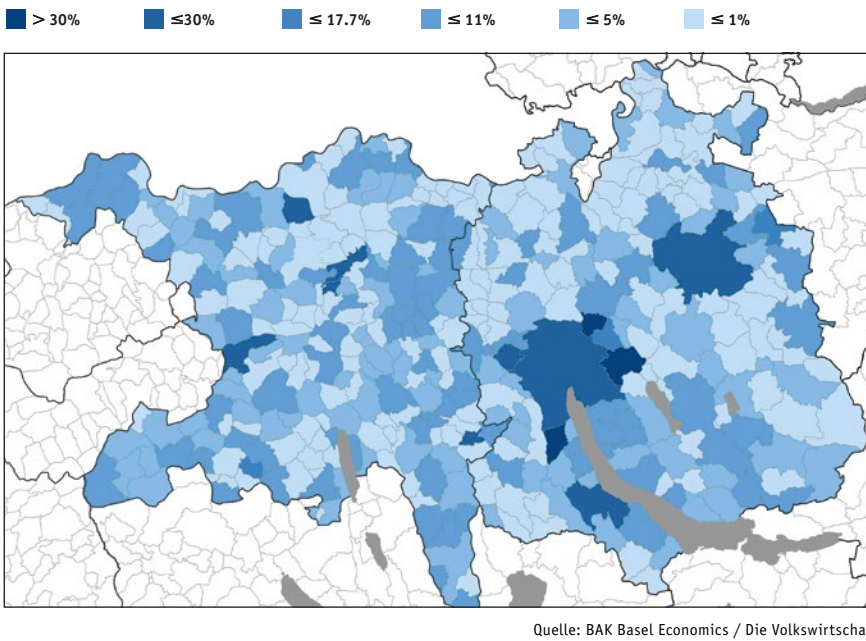 > 30% ≤30% ≤ 17.7% ≤ 11% ≤ 5% ≤ 1%
Quelle: BAK Basel Economics / Die Volkswirtscha